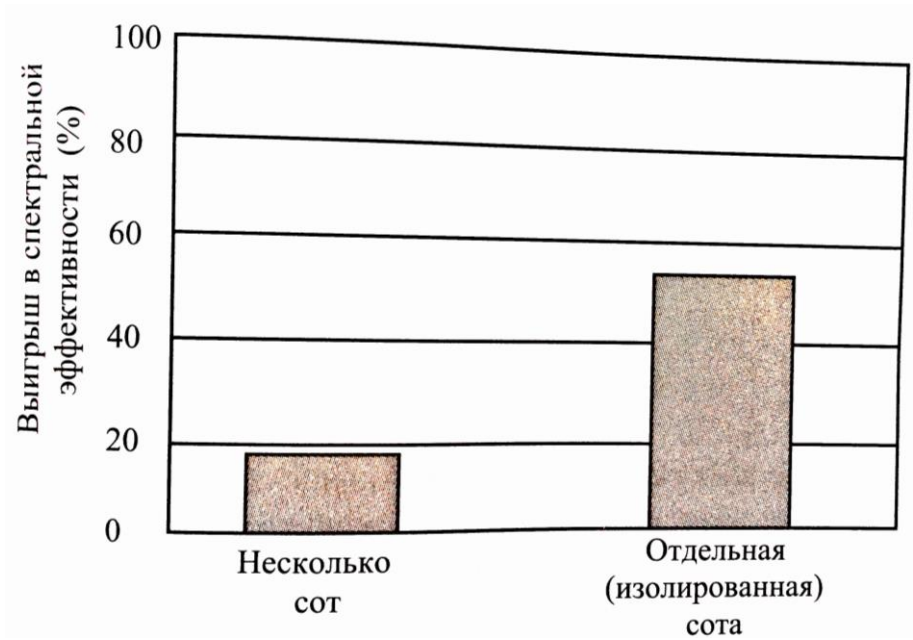 Выигрыш в спектральной
эффективности (%)
100
80
60
40
20
0
Несколько
сот
Отдельная
(изолированная)
сота